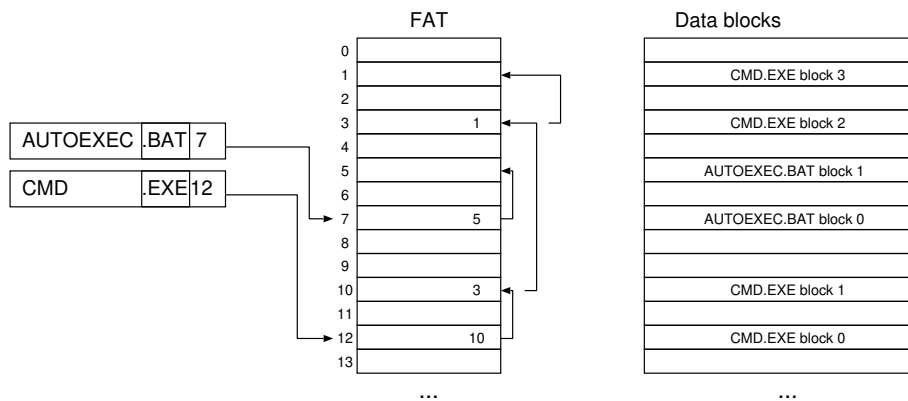 FAT
Data blocks
0
1 CMD.EXE block 3
2
3 1 CMD.EXE block 2
AUTOEXEC .BAT 7
4
5 AUTOEXEC.BAT block 1
CMD .EXE 12
6
7 5 AUTOEXEC.BAT block 0
8
9
10 3 CMD.EXE block 1
11
12 10 CMD.EXE block 0
13
... ...